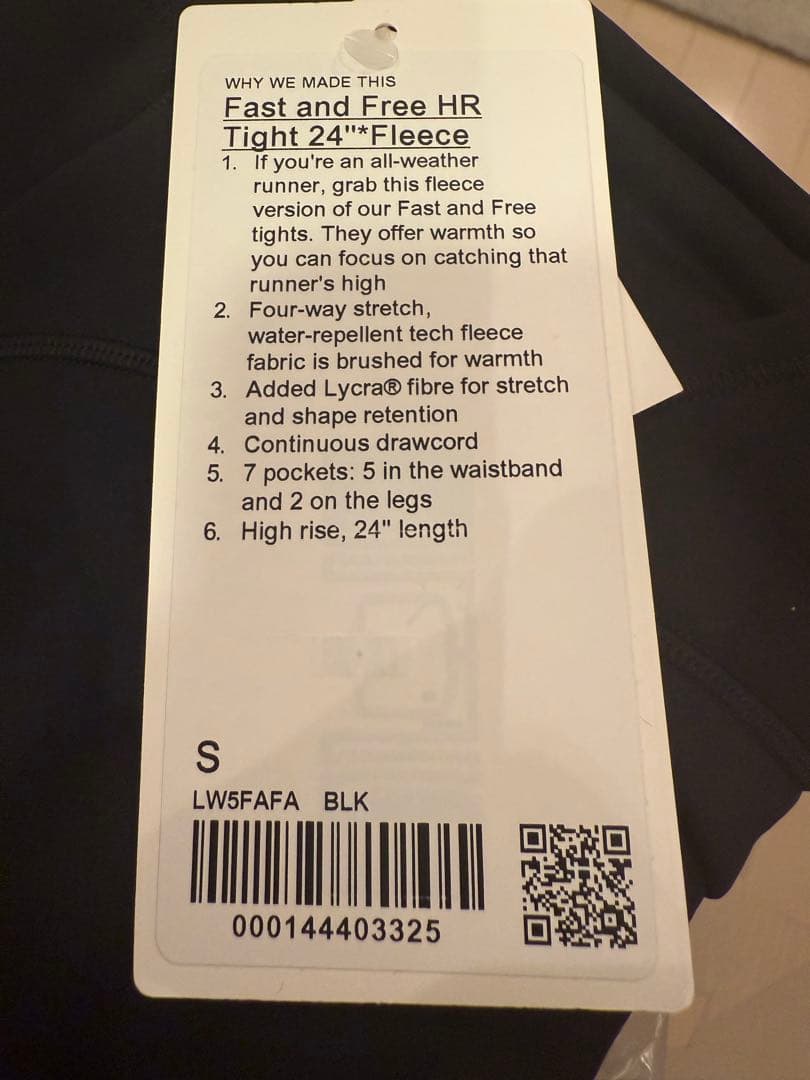 WHY WE MADE THIS
Fast and Free HR
Tight 24"*Fleece
1. If you're an all-weather
runner, grab this fleece
version of our Fast and Free
tights. They offer warmth so
you can focus on catching that
runner's high
2. Four-way stretch,
water-repellent tech fleece
fabric is brushed for warmth
3. Added Lycra® fibre for stretch
and shape retention
4. Continuous drawcord
5. 7 pockets: 5 in the waistband
and 2 on the legs
6. High rise, 24" length
S
LW5FAFA BLK
000144403325